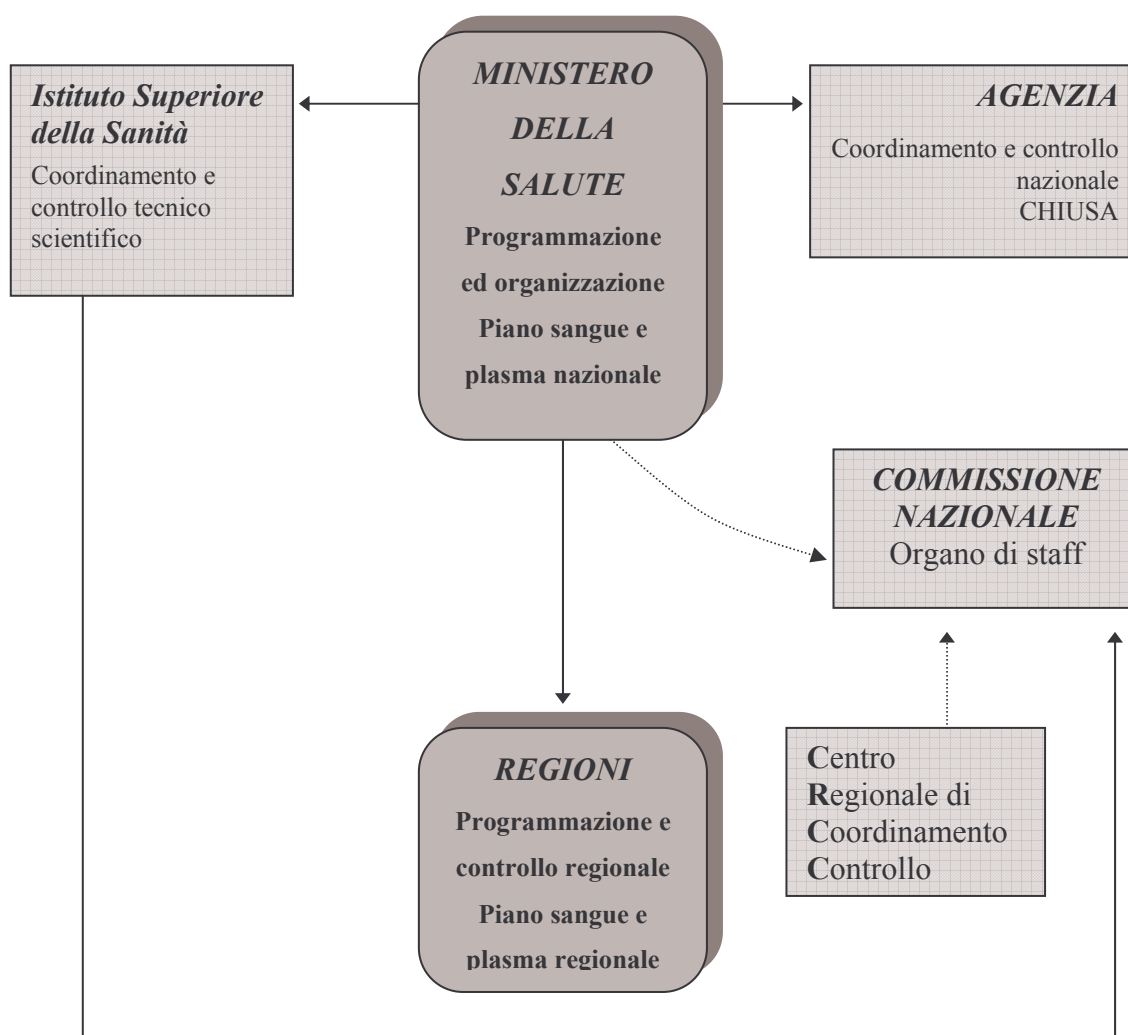 Istituto Superiore
della Sanità
Coordinamento e
controllo tecnico
scientifico
MINISTERO
DELLA
SALUTE
Programmazione
ed organizzazione
Piano sangue e
plasma nazionale
AGENZIA
Coordinamento e controllo
nazionale
CHIUSA
COMMISSIONE
NAZIONALE
Organo di staff
REGIONI
Programmazione e
controllo regionale
Piano sangue e
plasma regionale
Centro
Regionale di
Coordinamento
Controllo